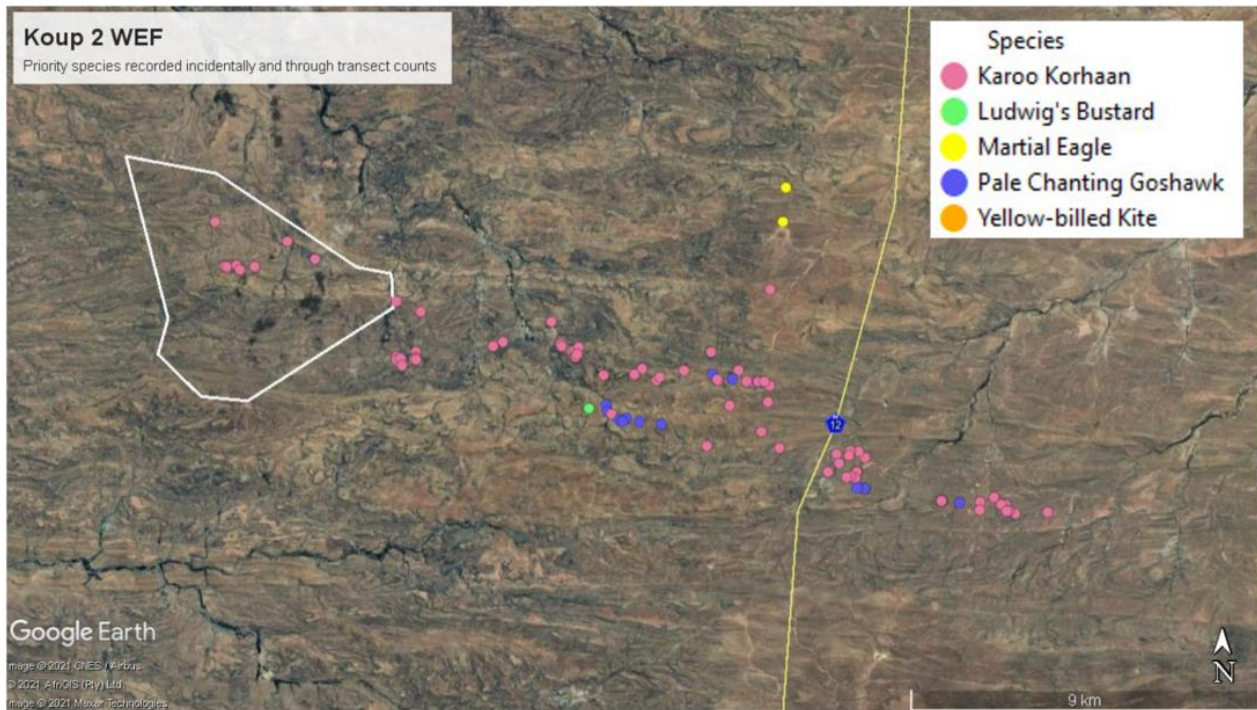 Koup 2 WEF
Priority species recorded incidentally and through transect counts
Species
Karoo Korhaan
Ludwig's Bustard
Martial Eagle
Pale Chanting Goshawk
Yellow-billed Kite
12
Google Earth
mage © 2021 CNES / Airbus
© 2021 AfriGIS (Pty) Ltd.
mage © 2021 Maxar Technologies
N
9 km